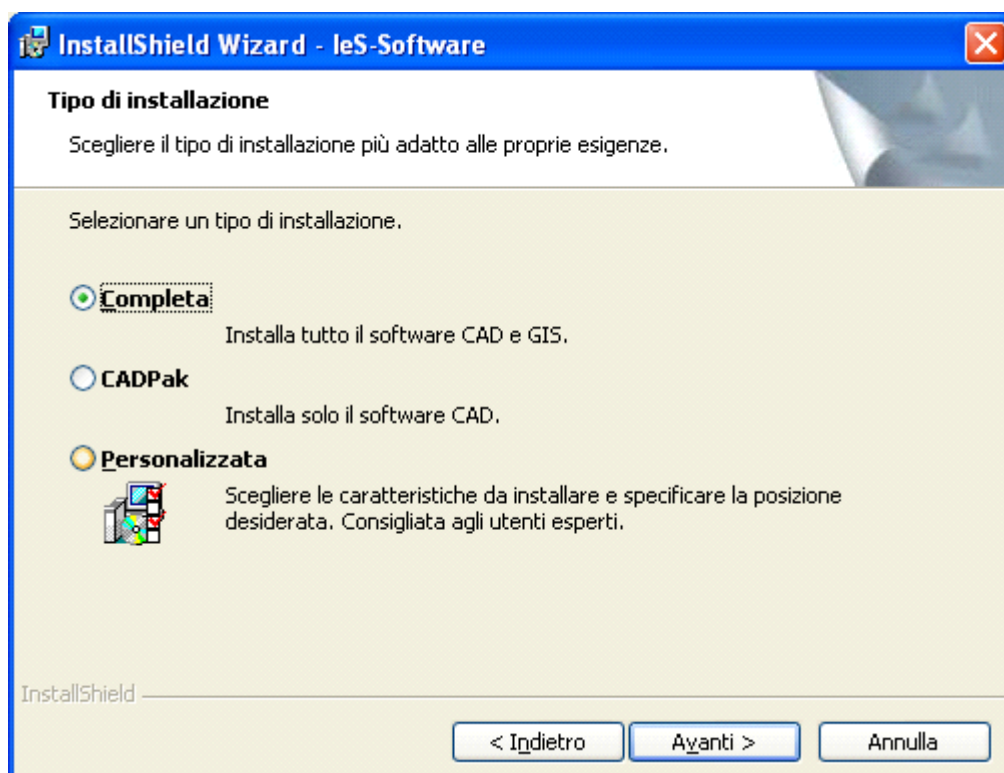 InstallShield Wizard - IeS-Software
Tipo di installazione
Scegliere il tipo di installazione più adatto alle proprie esigenze.
Selezionare un tipo di installazione.
Completa
Installa tutto il software CAD e GIS.
CADPak
Installa solo il software CAD.
Personalizzata
Scegliere le caratteristiche da installare e specificare la posizione
desiderata. Consigliata agli utenti esperti.
InstallShield
< Indietro
Avanti >
Annulla